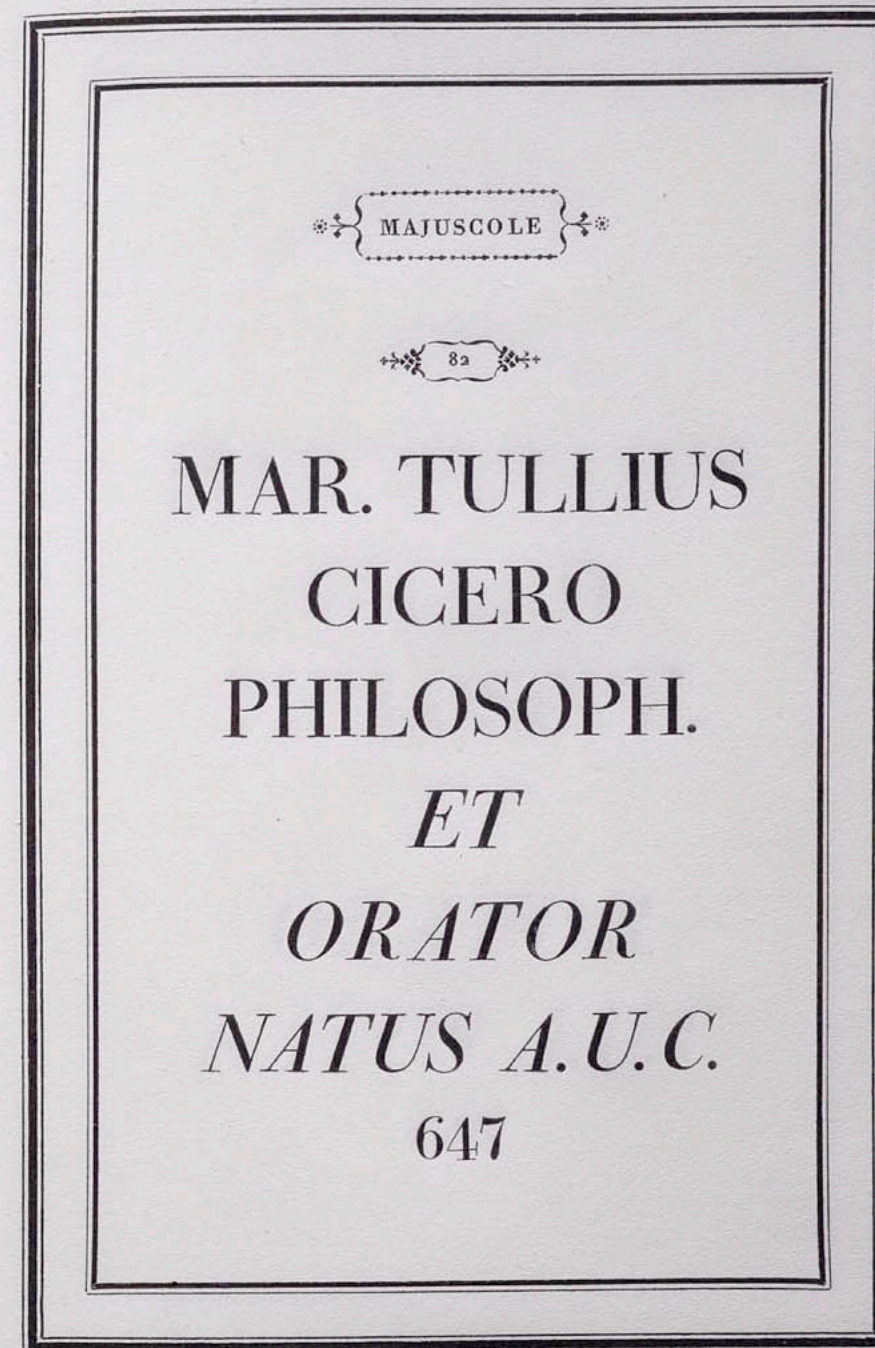 MAJUSCOLE
82
MAR. TULLIUS
CICERO
PHILOSOPH.
ET
ORATOR
NATUS A.U.C.
647